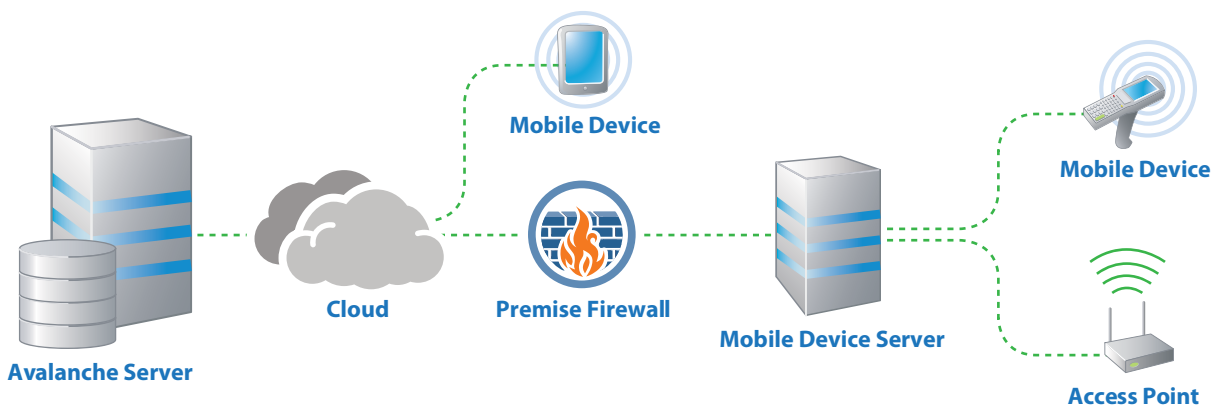 Mobile Device
Mobile Device
Cloud
Premise Firewall
Mobile Device Server
Avalanche Server
Access Point